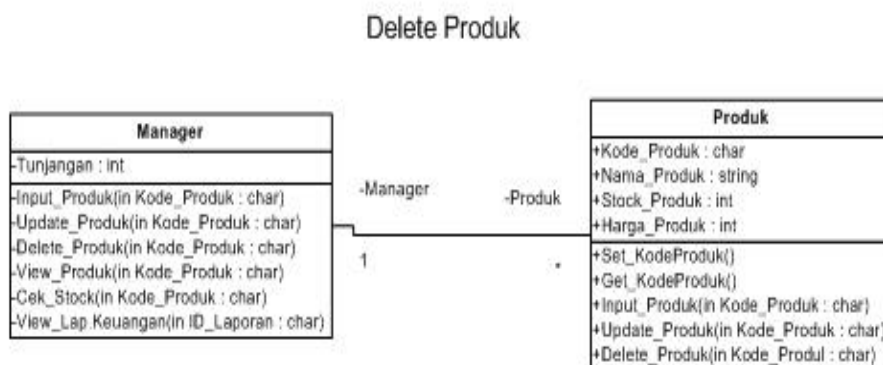 Delete Produk
Manager
-Tunjangan : int
-Input_Produk(in Kode_Produk : char)
-Update_Produk(in Kode_Produk : char)
-Delete_Produk(in Kode_Produk : char)
-View_Produk(in Kode_Produk : char)
-Cek_Stock(in Kode_Produk : char)
-View_Lap.Keuangan(in ID_Laporan : char)
-Manager
1
-Produk
*
Produk
+Kode_Produk : char
+Nama_Produk : string
+Stock_Produk : int
+Harga_Produk : int
+Set_KodeProduk()
+Get_KodeProduk()
+Input_Produk(in Kode_Produk : char)
+Update_Produk(in Kode_Produk : char)
+Delete_Produk(in Kode_Produl : char)